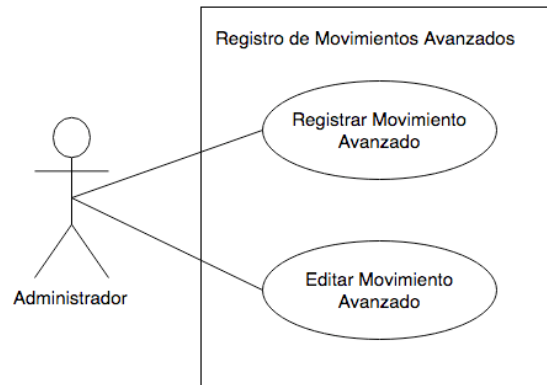 Registro de Movimientos Avanzados
Registrar Movimiento
Avanzado
Editar Movimiento
Avanzado
Administrador